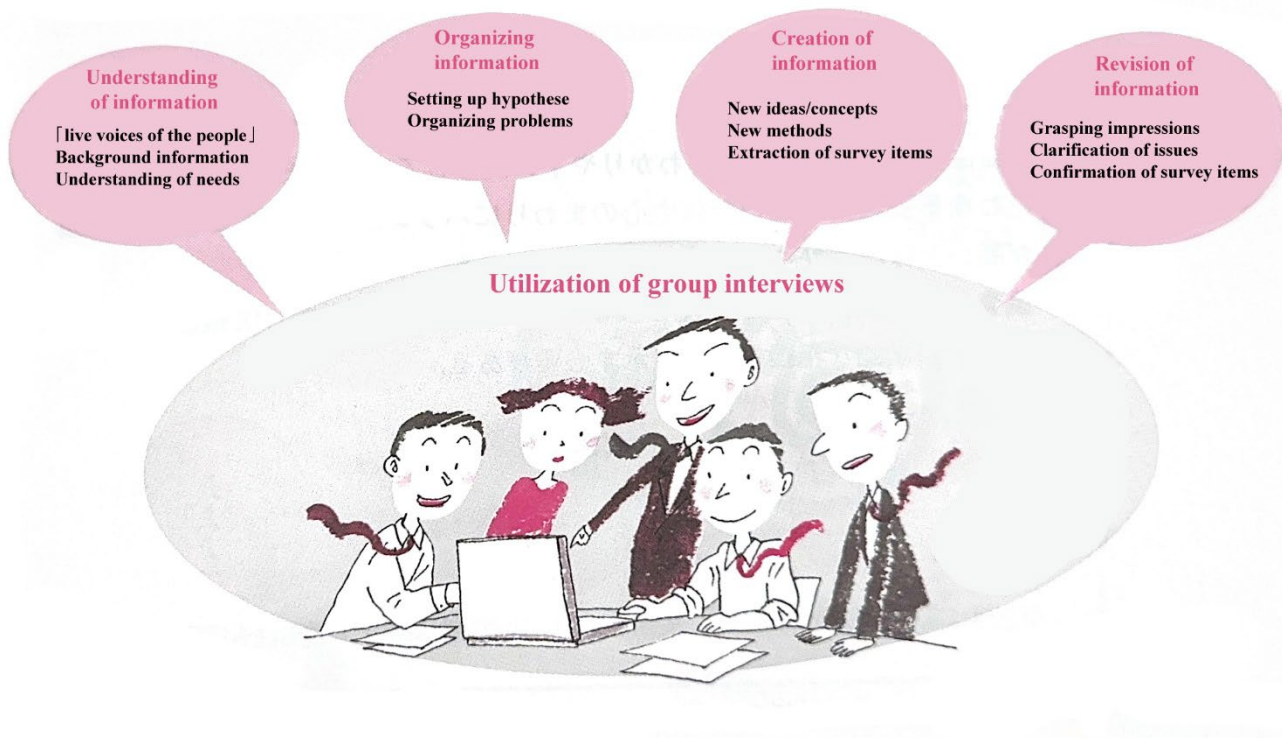 Understanding
of information
「live voices of the people」
Background information
Understanding of needs
Organizing
information
Setting up hypothese
Organizing problems
Creation of
information
New ideas/concepts
New methods
Extraction of survey items
Revision of
information
Grasping impressions
Clarification of issues
Confirmation of survey items
Utilization of group interviews